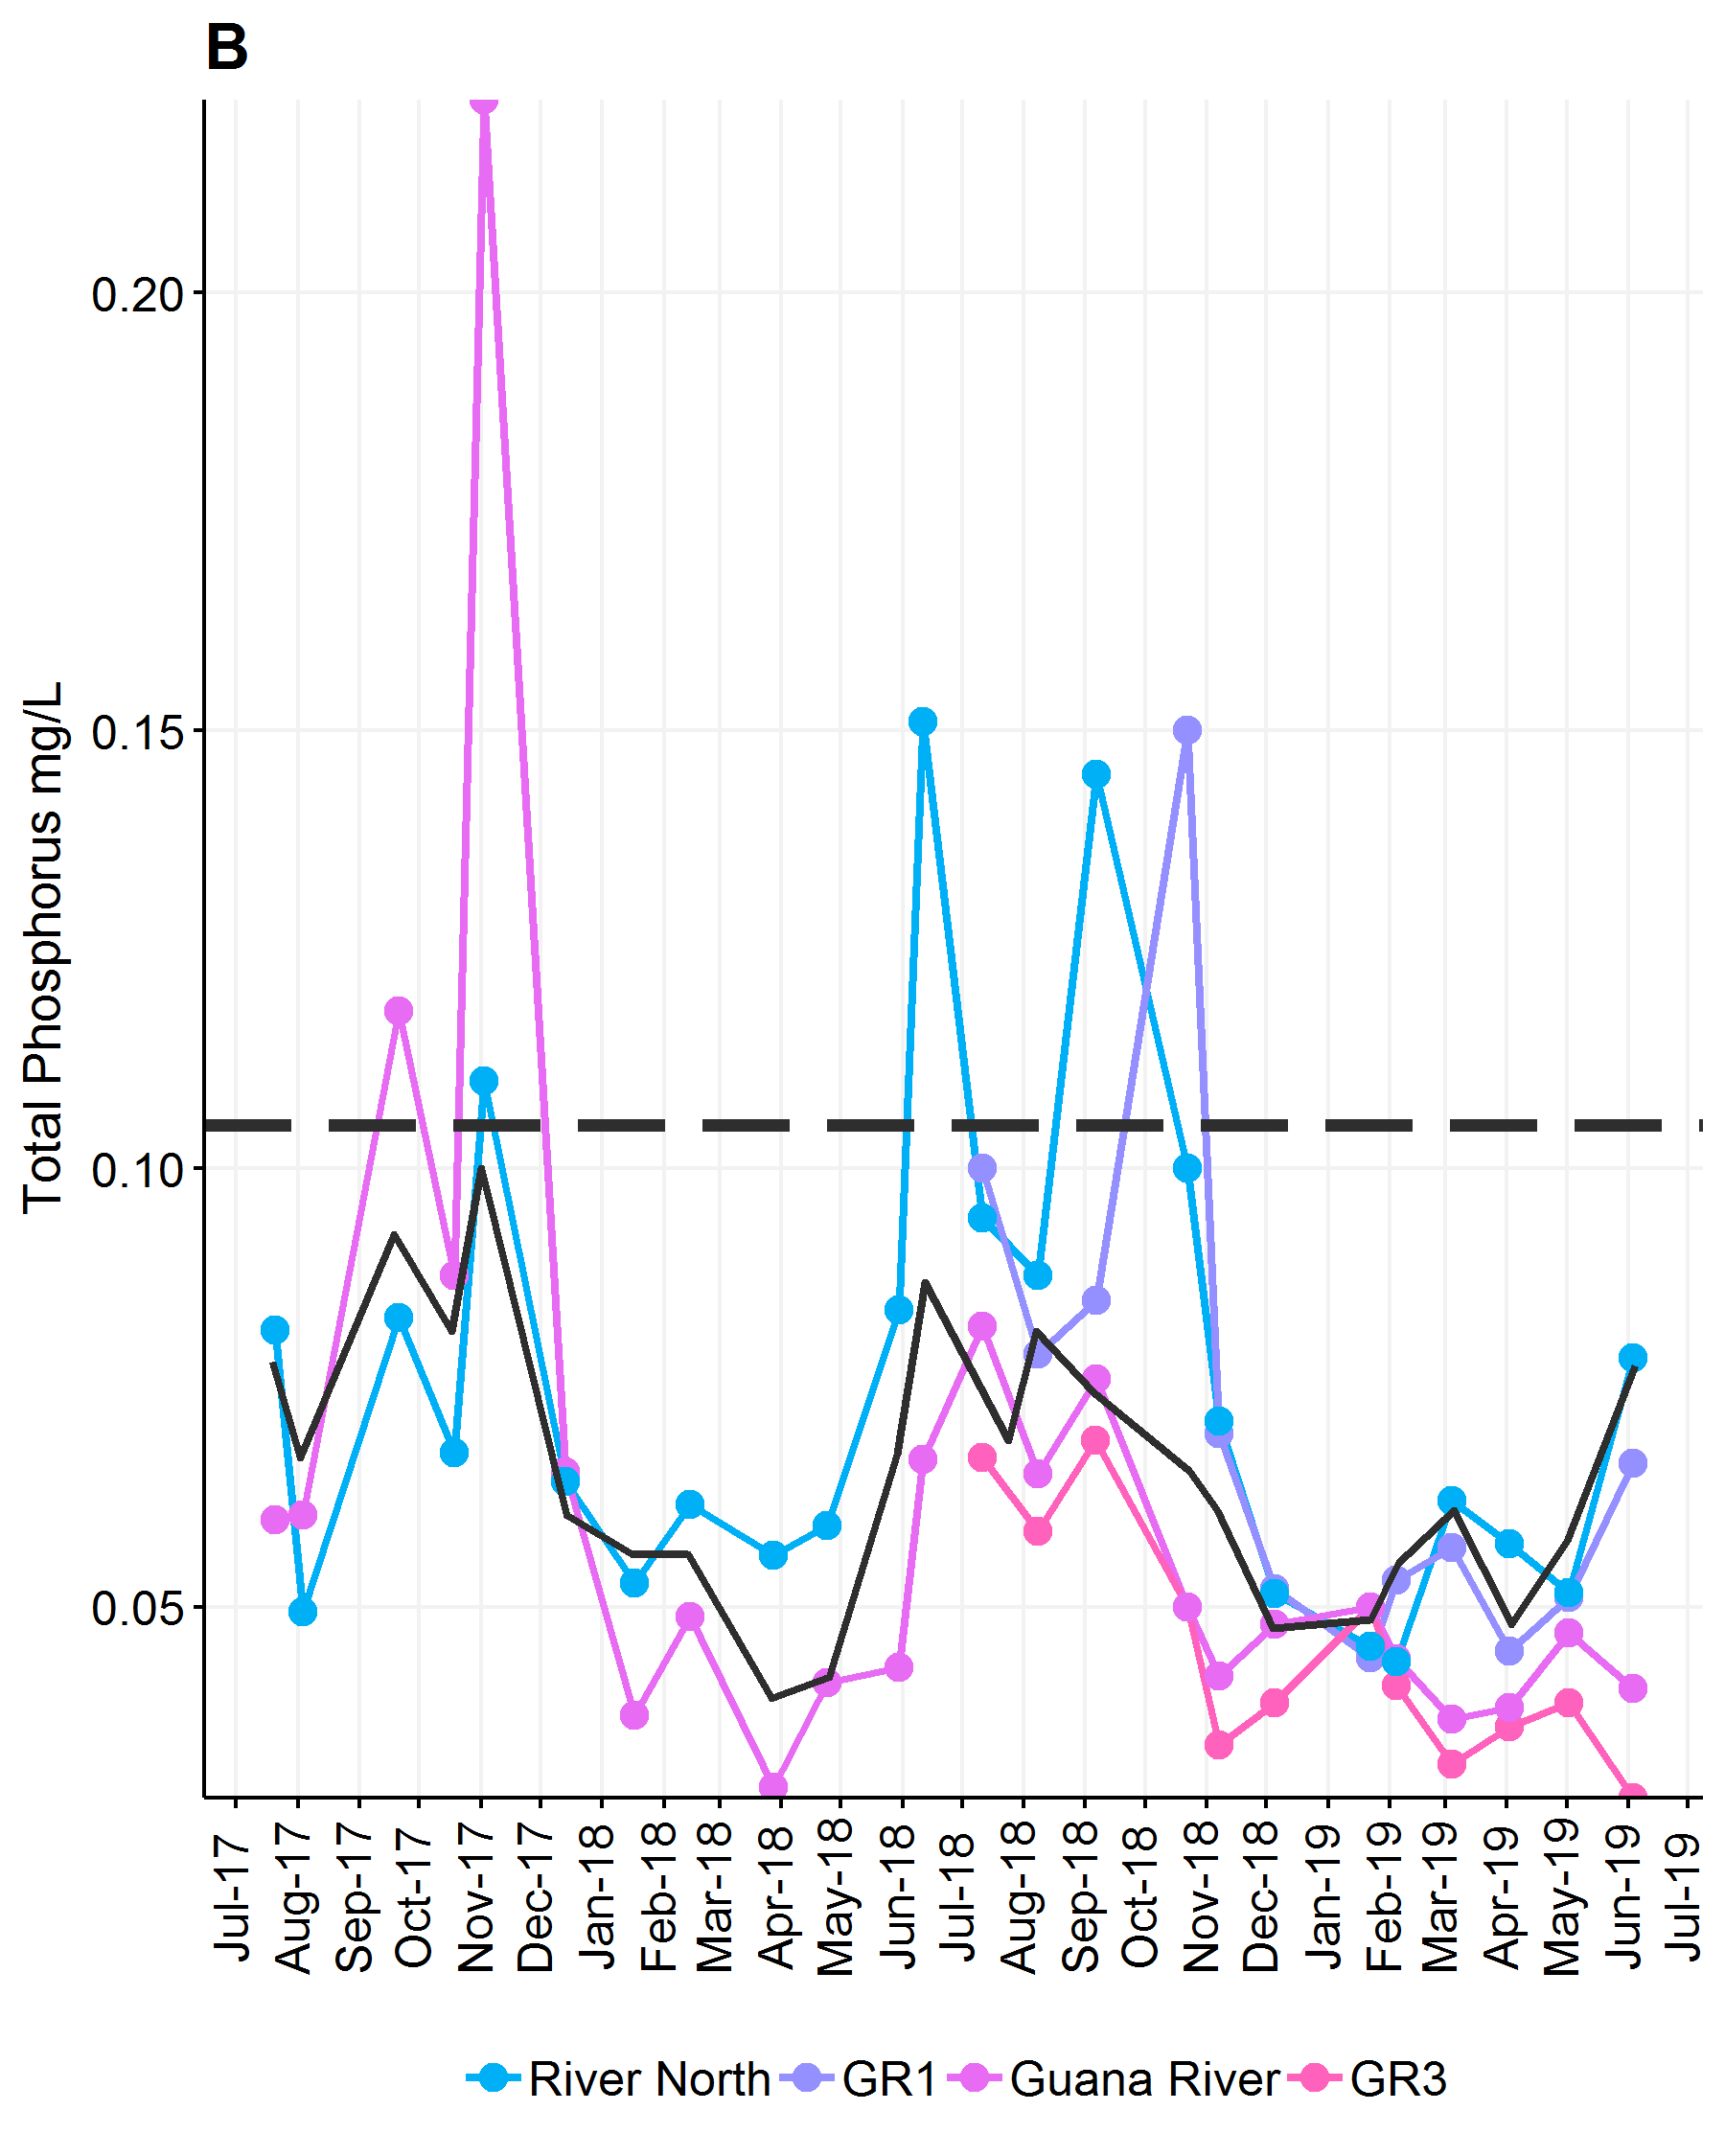 B
Total Phosphorus mg/L
0.20
0.15
0.10
0.05
Jul-17
Aug-17
Sep-17
Oct-17
Nov-17
Dec-17
Jan-18
Feb-18
Mar-18
Apr-18
May-18
Jun-18
Jul-18
Aug-18
Sep-18
Oct-18
Nov-18
Dec-18
Jan-19
Feb-19
Mar-19
Apr-19
May-19
Jun-19
Jul-19
River North GR1 Guana River GR3